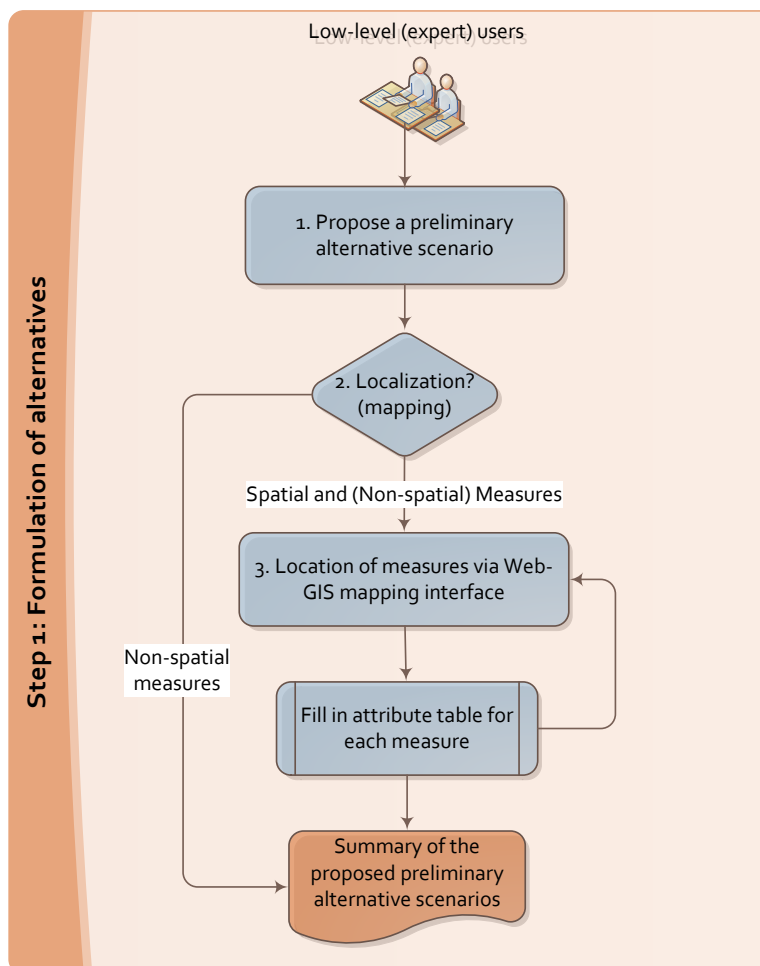 Low-level (expert) users
1. Propose a preliminary
alternative scenario
2. Localization?
(mapping)
Spatial and (Non-spatial) Measures
3. Location of measures via Web-
GIS mapping interface
Non-spatial
measures
Fill in attribute table for
each measure
Summary of the
proposed preliminary
alternative scenarios
Step 1: Formulation of alternatives